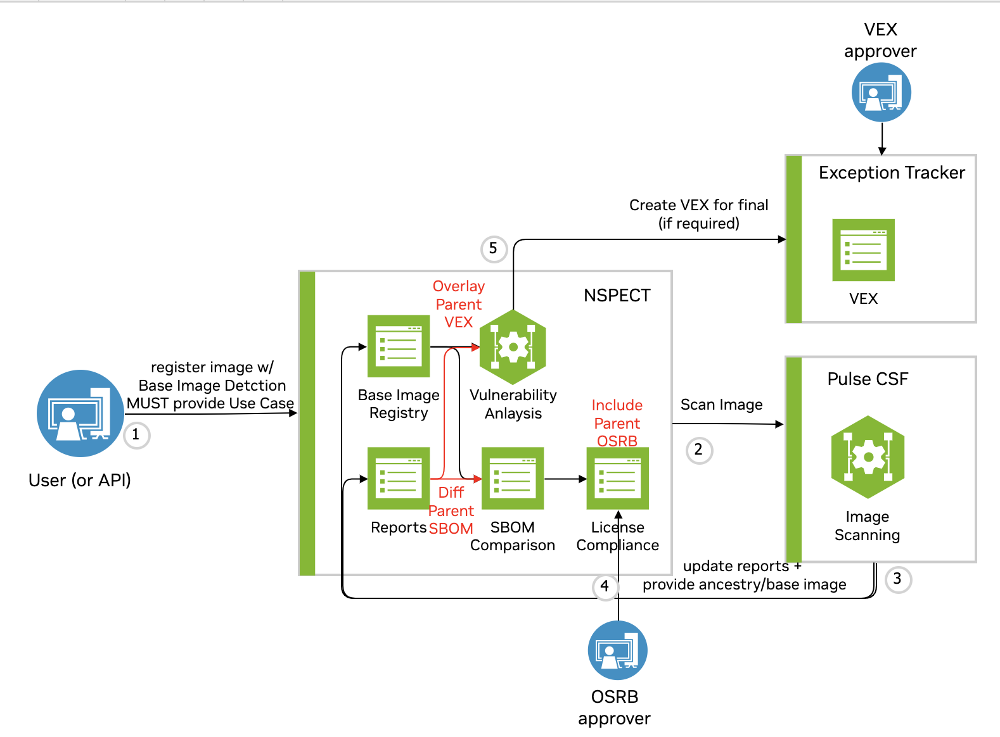 VEX
approver
Exception Tracker
Create VEX for final
(if required)
5
VEX
Overlay
Parent
VEX
NSPECT
register image w/
Base Image Detction
MUST provide Use Case
1
User (or API)
Base Image
Registry
Vulnerability
Anlaysis
Include
Parent
OSRB
Scan Image
2
Pulse CSF
Image
Scanning
Reports
Diff
Parent
SBOM
SBOM
Comparison
License
Compliance
update reports +
provide ancestry/base image
3
4
OSRB
approver